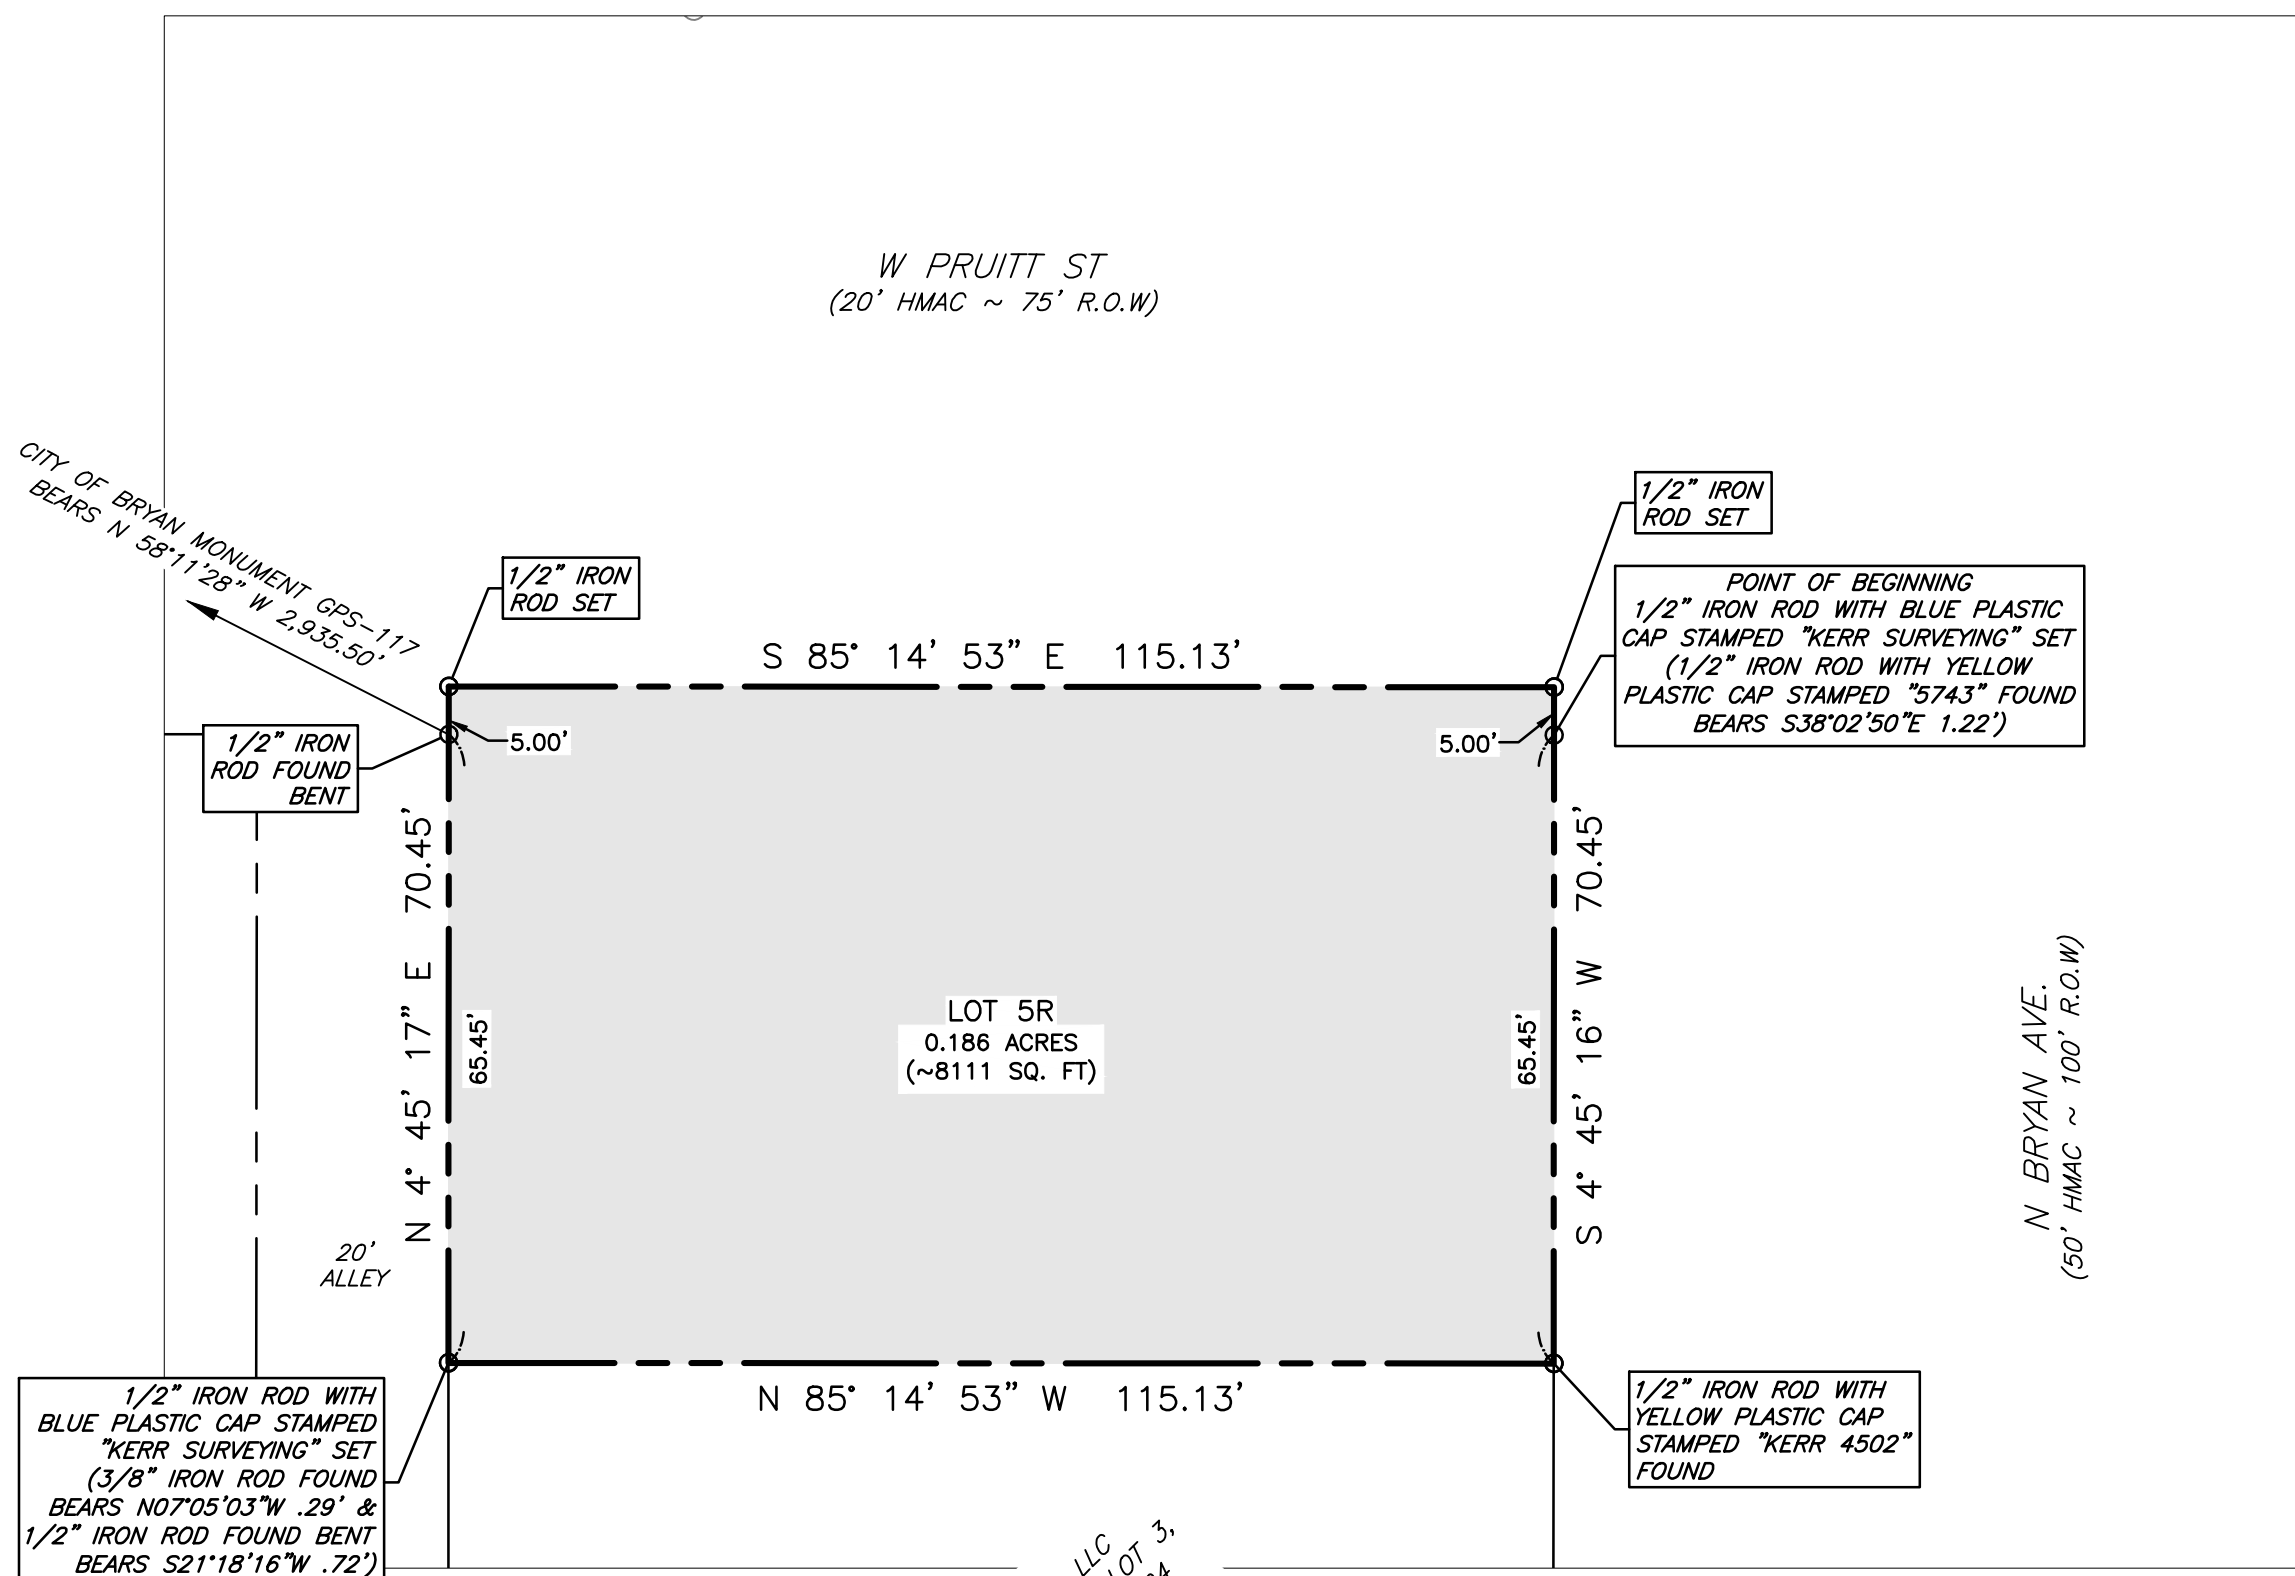 W PRUITT ST
(20' HMAC ~ 75' R.O.W)
CITY OF BRYAN MONUMENT GPS-117
BEARS N 58°11'28" W 2,935.50'
1/2" IRON
ROD SET
1/2" IRON
ROD SET
POINT OF BEGINNING
1/2" IRON ROD WITH BLUE PLASTIC
CAP STAMPED "KERR SURVEYING" SET
(1/2" IRON ROD WITH YELLOW
PLASTIC CAP STAMPED "5743" FOUND
BEARS S38°02'50"E 1.22')
S 85° 14' 53" E 115.13'
1/2" IRON
ROD FOUND
BENT
5.00'
5.00'
N 4° 45' 17" E 70.45'
65.45'
LOT 5R
0.186 ACRES
(~8111 SQ. FT)
65.45'
S 4° 45' 16" W 70.45'
N BRYAN AVE.
(50' HMAC ~ 100' R.O.W)
20'
ALLEY
N 85° 14' 53" W 115.13'
1/2" IRON ROD WITH
BLUE PLASTIC CAP STAMPED
"KERR SURVEYING" SET
(3/8" IRON ROD FOUND
BEARS N07°05'03"W .29' &
1/2" IRON ROD FOUND BENT
BEARS S21°18'16"W .72')
1/2" IRON ROD WITH
YELLOW PLASTIC CAP
STAMPED "KERR 4502"
FOUND
LLC
LOT 3,